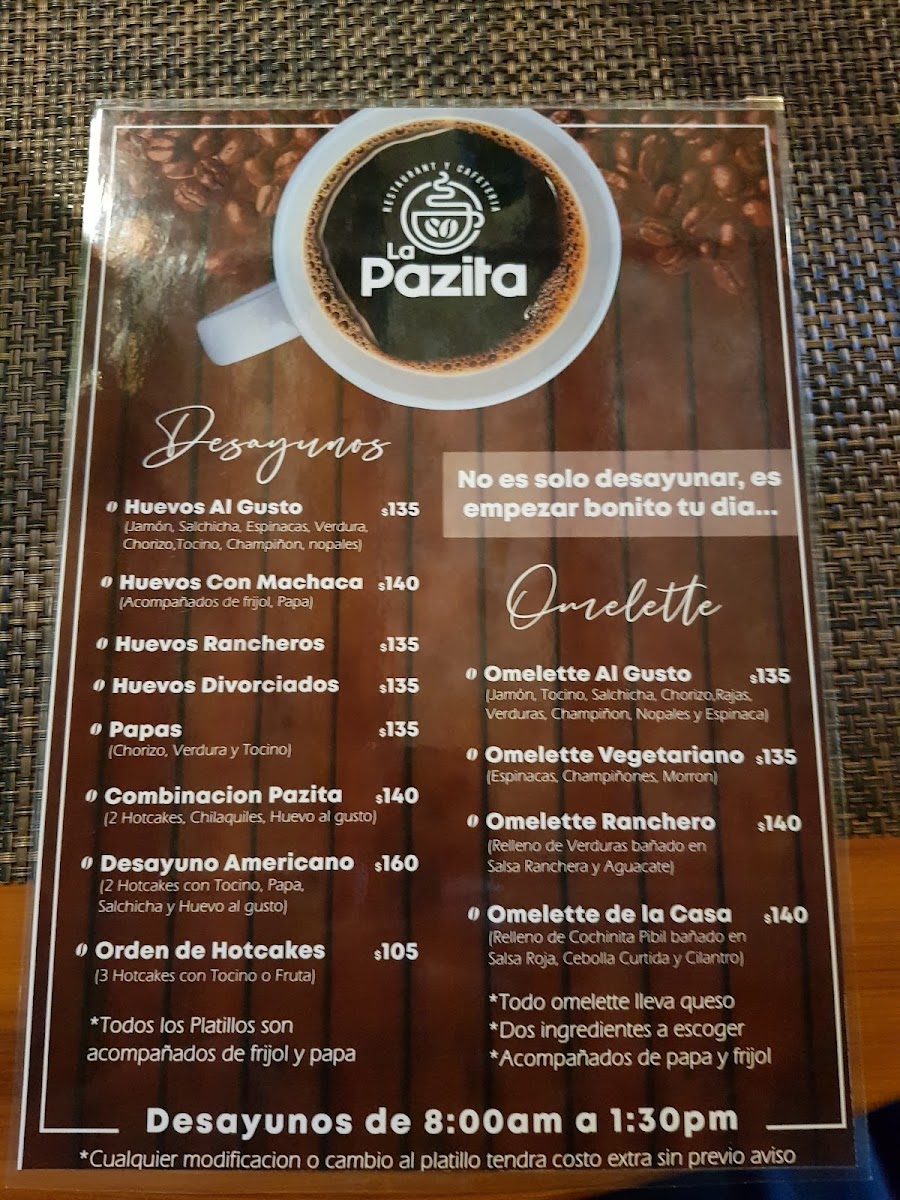 RESTAURANT Y CAFETERIA
La
Pazita
Desayunos
Huevos Al Gusto $135
(Jamón, Salchicha, Espinacas, Verdura,
Chorizo,Tocino, Champiñon, nopales)
Huevos Con Machaca $140
(Acompañados de frijol, Papa)
Huevos Rancheros $135
Huevos Divorciados $135
Papas $135
(Chorizo, Verdura y Tocino)
Combinacion Pazita $140
(2 Hotcakes, Chilaquiles, Huevo al gusto)
Desayuno Americano $160
(2 Hotcakes con Tocino, Papa,
Salchicha y Huevo al gusto)
Orden de Hotcakes $105
(3 Hotcakes con Tocino o Fruta)
*Todos los Platillos son
acompañados de frijol y papa
No es solo desayunar, es
empezar bonito tu dia...
Omelette
Omelette Al Gusto $135
(Jamón, Tocino, Salchicha, Chorizo,Rajas,
Verduras, Champiñon, Nopales y Espinaca)
Omelette Vegetariano $135
(Espinacas, Champiñones, Morron)
Omelette Ranchero $140
(Relleno de Verduras bañado en
Salsa Ranchera y Aguacate)
Omelette de la Casa $140
(Relleno de Cochinita Pibil bañado en
Salsa Roja, Cebolla Curtida y Cilantro)
*Todo omelette lleva queso
*Dos ingredientes a escoger
*Acompañados de papa y frijol
Desayunos de 8:00am a 1:30pm
*Cualquier modificacion o cambio al platillo tendra costo extra sin previo aviso